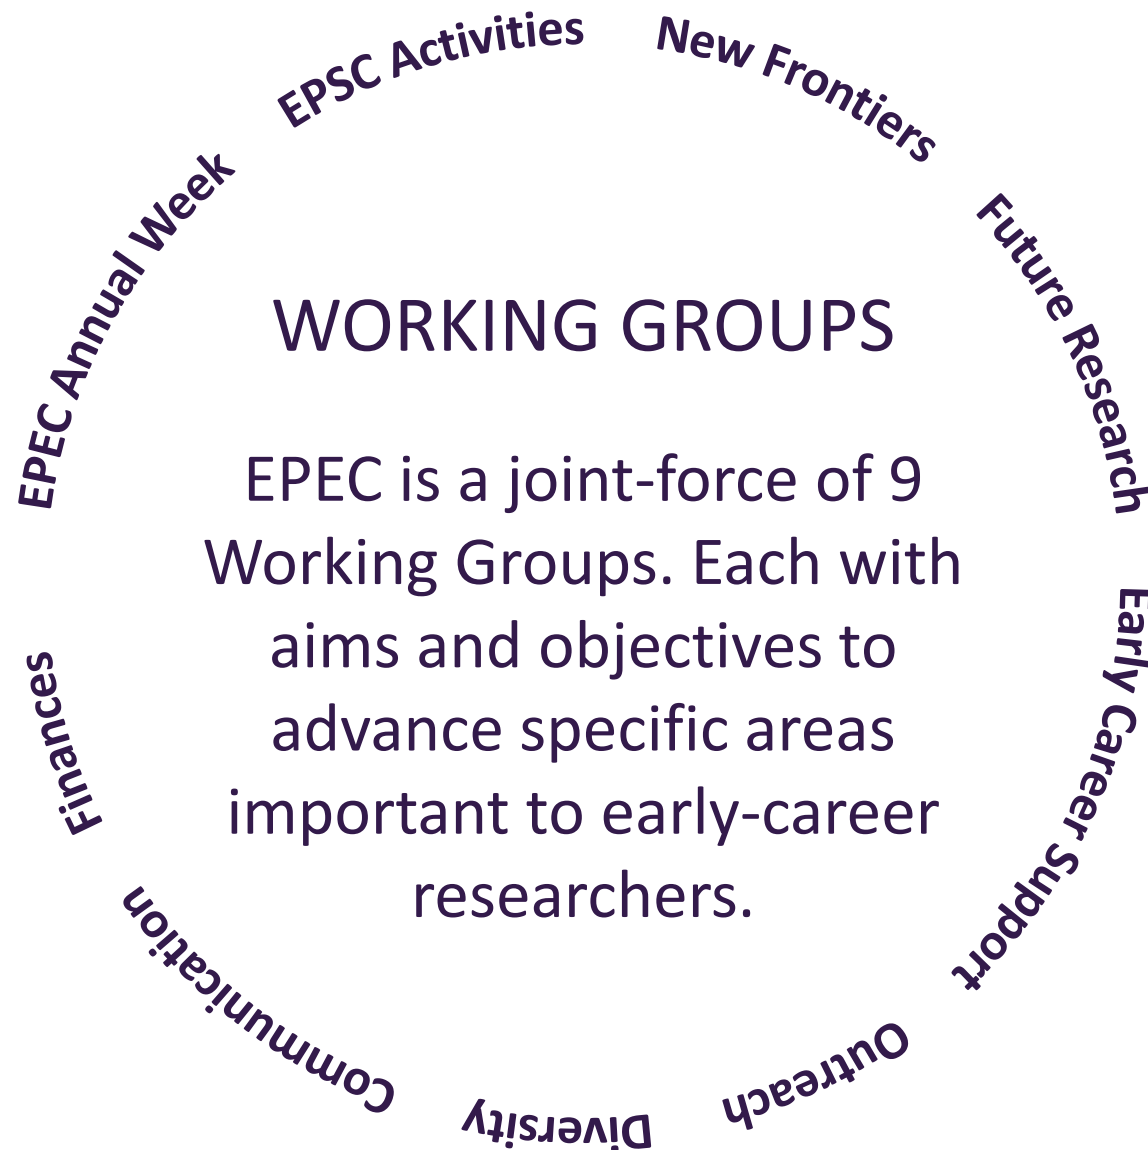 EPSC Activities
New Frontiers
Future Research
Early Career Support
Outreach
Diversity
Communication
Finances
EPEC Annual Week
WORKING GROUPS
EPEC is a joint-force of 9
Working Groups. Each with
aims and objectives to
advance specific areas
important to early-career
researchers.